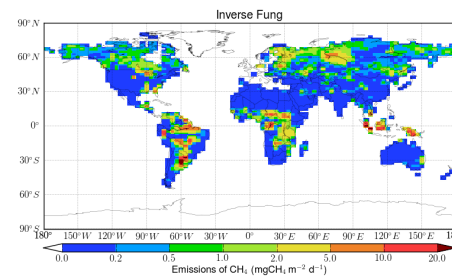 Inverse Fung
90° N
60° N
30° N
0°
30° S
60° S
90° S
180° 150° W 120° W 90° W 60° W 30° W 0° 30° E 60° E 90° E 120° E 150° E
0.0 0.2 0.5 1.0 2.0 5.0 10.0 20.0
Emissions of CH₄ (mgCH₄ m⁻² d⁻¹)